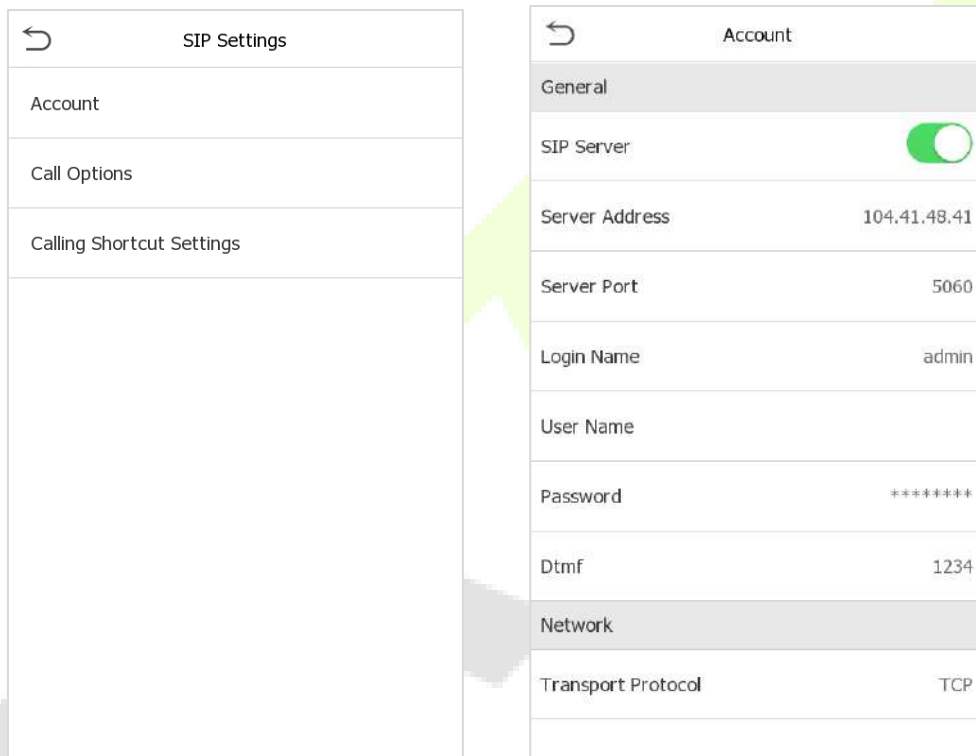 SIP Settings
Account
Call Options
Calling Shortcut Settings
Account
General
SIP Server
Server Address 104.41.48.41
Server Port 5060
Login Name admin
User Name
Password ********
Dtmf 1234
Network
Transport Protocol TCP